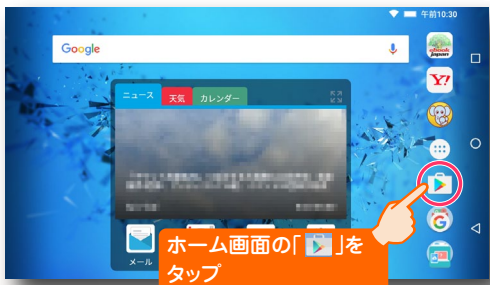 午前10:30
Google
ebook
japan
Y!
ニュース
天気
カレンダー
G
メール
ホーム画面の「 」を
タップ